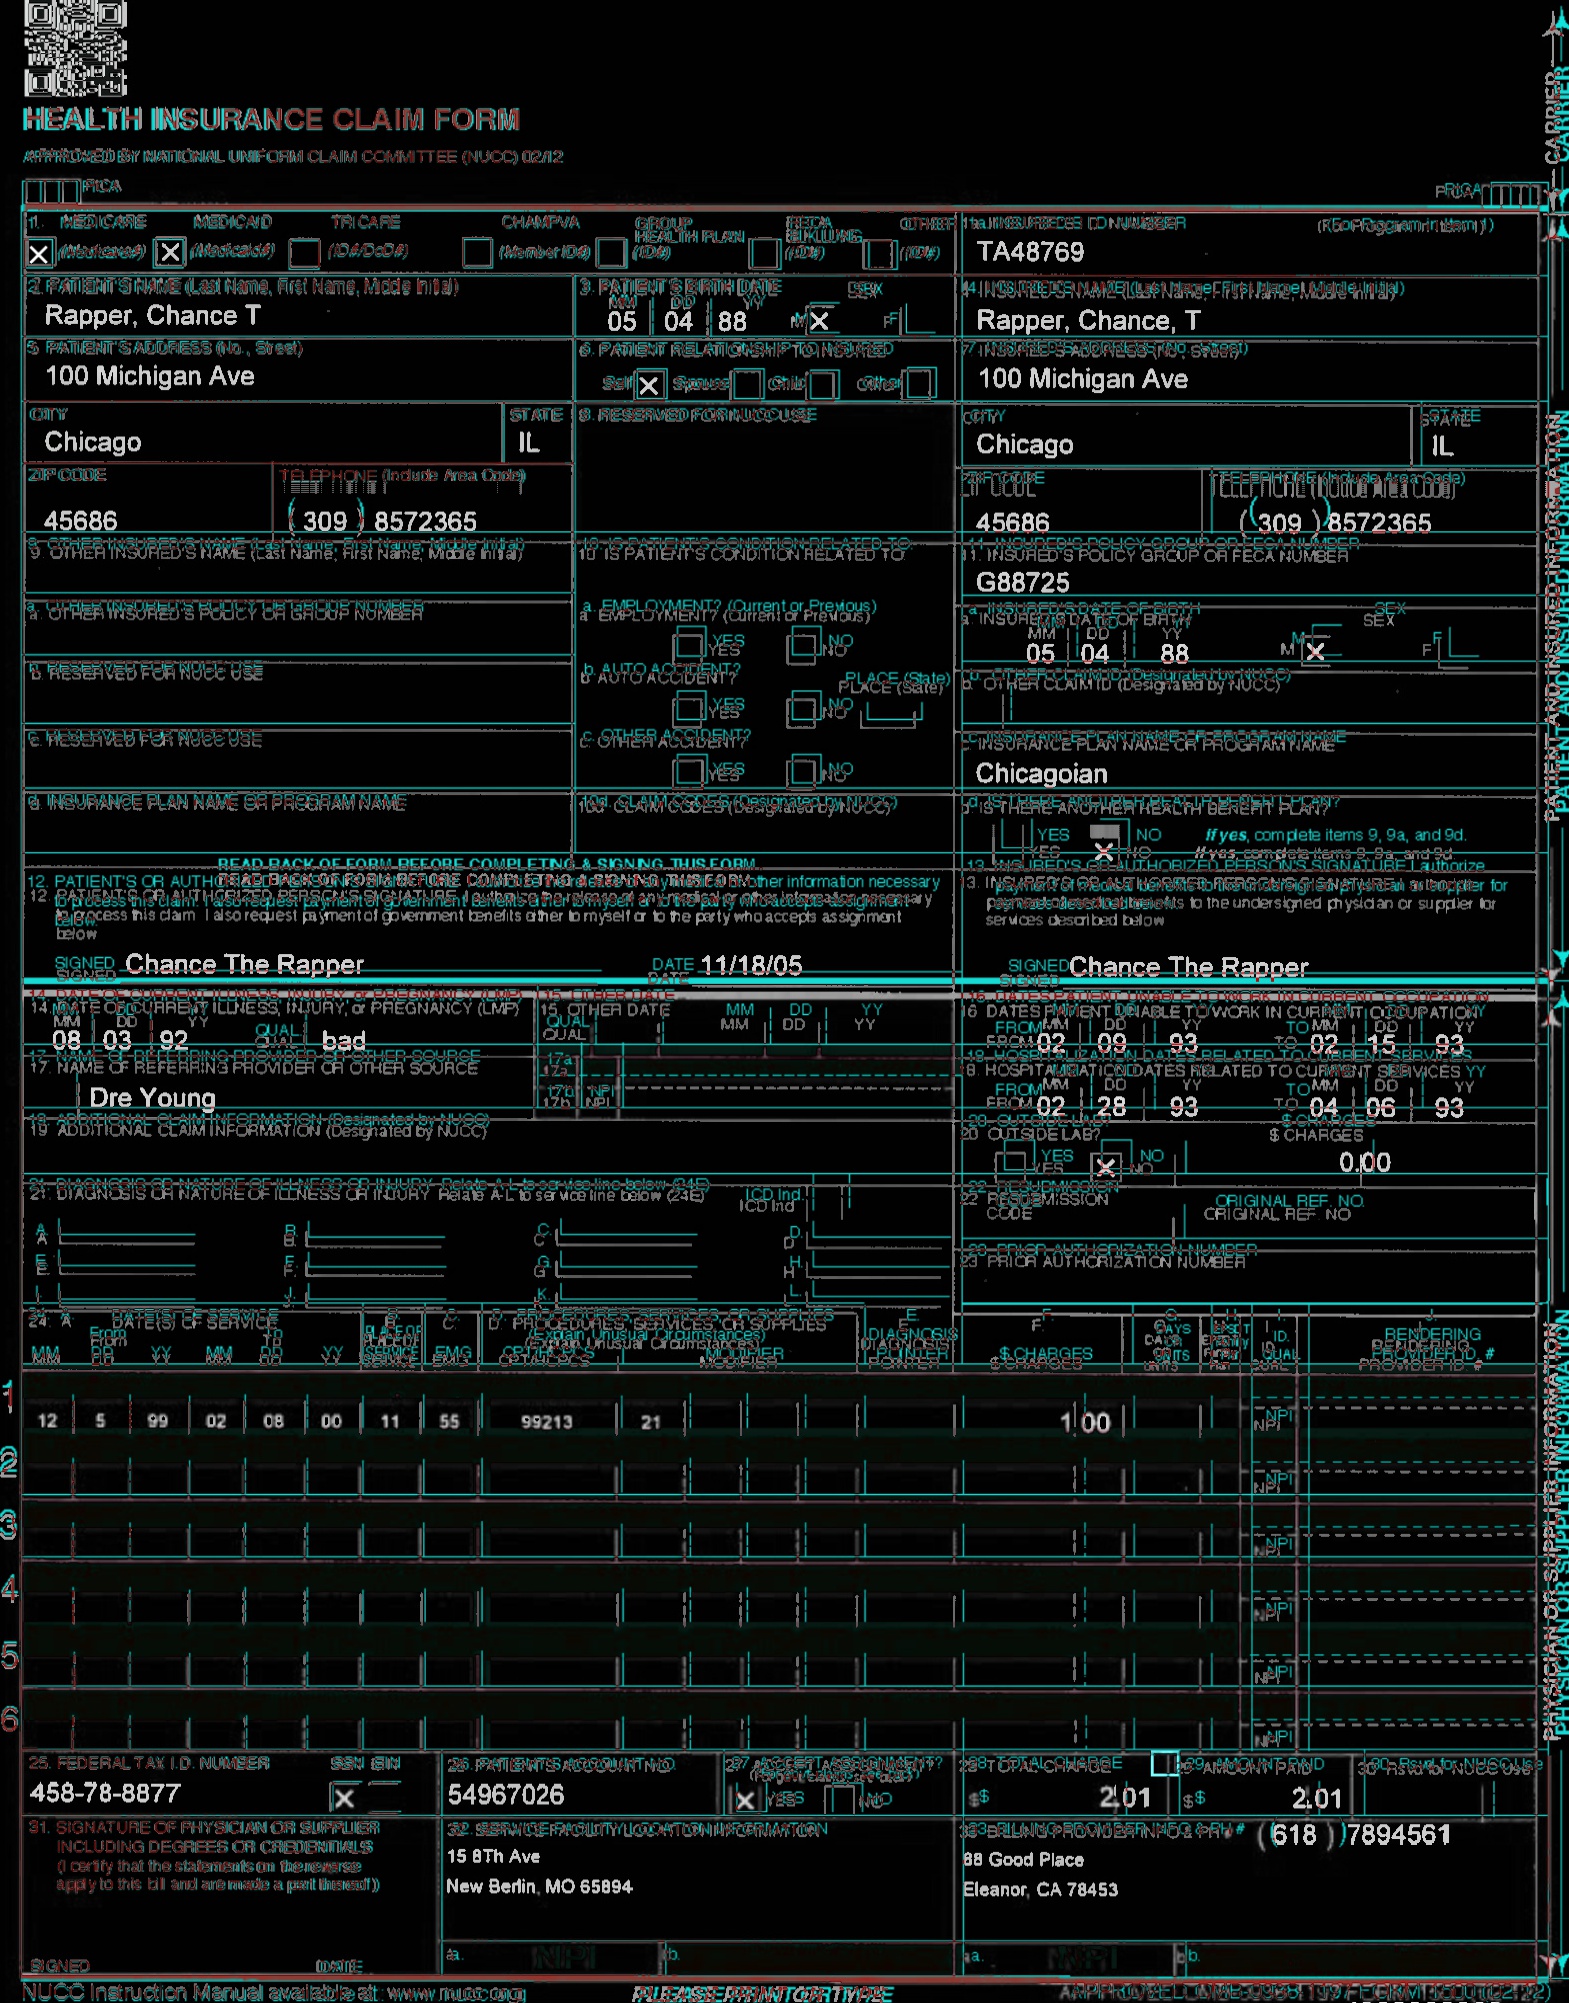 HEALTH INSURANCE CLAIM FORM
APPROVED BY NATIONAL UNIFORM CLAIM COMMITTEE (NUCC) 02/12
PICA
PICA
CARRIER
1. MEDICARE MEDICAID TRICARE CHAMPVA GROUP HEALTH PLAN FECA BLK LUNG OTHER
(Medicare#) (Medicaid#) (ID#/DoD#) (Member ID#) (ID#) (ID#) (ID#)
1a. INSURED'S I.D. NUMBER (For Program in Item 1)
TA48769
2. PATIENT'S NAME (Last Name, First Name, Middle Initial)
Rapper, Chance T
3. PATIENT'S BIRTH DATE SEX
MM DD YY
05 04 88 M X F
4. INSURED'S NAME (Last Name, First Name, Middle Initial)
Rapper, Chance, T
5. PATIENT'S ADDRESS (No., Street)
100 Michigan Ave
6. PATIENT RELATIONSHIP TO INSURED
Self X Spouse Child Other
7. INSURED'S ADDRESS (No., Street)
100 Michigan Ave
CITY STATE
Chicago IL
8. RESERVED FOR NUCC USE
CITY STATE
Chicago IL
ZIP CODE TELEPHONE (Include Area Code)
45686 (309) 8572365
ZIP CODE TELEPHONE (Include Area Code)
45686 (309) 8572365
9. OTHER INSURED'S NAME (Last Name, First Name, Middle Initial)
10. IS PATIENT'S CONDITION RELATED TO:
11. INSURED'S POLICY GROUP OR FECA NUMBER
G88725
a. OTHER INSURED'S POLICY OR GROUP NUMBER
a. EMPLOYMENT? (Current or Previous)
YES NO
a. INSURED'S DATE OF BIRTH SEX
MM DD YY
05 04 88 M X F
b. RESERVED FOR NUCC USE
b. AUTO ACCIDENT? PLACE (State)
YES NO
b. OTHER CLAIM ID (Designated by NUCC)
c. RESERVED FOR NUCC USE
c. OTHER ACCIDENT?
YES NO
c. INSURANCE PLAN NAME OR PROGRAM NAME
Chicagoian
d. INSURANCE PLAN NAME OR PROGRAM NAME
10d. CLAIM CODES (Designated by NUCC)
d. IS THERE ANOTHER HEALTH BENEFIT PLAN?
YES X NO If yes, complete items 9, 9a, and 9d.
READ BACK OF FORM BEFORE COMPLETING & SIGNING THIS FORM.
12. PATIENT'S OR AUTHORIZED PERSON'S SIGNATURE I authorize the release of any medical or other information necessary
to process this claim. I also request payment of government benefits either to myself or to the party who accepts assignment
below.
SIGNED Chance The Rapper DATE 11/18/05
13. INSURED'S OR AUTHORIZED PERSON'S SIGNATURE I authorize
payment of medical benefits to the undersigned physician or supplier for
services described below.
SIGNED Chance The Rapper
PATIENT AND INSURED INFORMATION
14. DATE OF CURRENT ILLNESS, INJURY, or PREGNANCY (LMP)
MM DD YY
08 03 92 QUAL. bad
15. OTHER DATE
QUAL. MM DD YY
16. DATES PATIENT UNABLE TO WORK IN CURRENT OCCUPATION
MM DD YY MM DD YY
FROM 02 09 93 TO 02 15 93
17. NAME OF REFERRING PROVIDER OR OTHER SOURCE
Dre Young
17a.
17b. NPI
18. HOSPITALIZATION DATES RELATED TO CURRENT SERVICES
MM DD YY MM DD YY
FROM 02 28 93 TO 04 06 93
19. ADDITIONAL CLAIM INFORMATION (Designated by NUCC)
20. OUTSIDE LAB? $ CHARGES
YES X NO 0.00
21. DIAGNOSIS OR NATURE OF ILLNESS OR INJURY Relate A-L to service line below (24E) ICD Ind.
A. B. C. D.
E. F. G. H.
I. J. K. L.
22. RESUBMISSION CODE ORIGINAL REF. NO.
23. PRIOR AUTHORIZATION NUMBER
24. A. DATE(S) OF SERVICE B. C. D. PROCEDURES, SERVICES, OR SUPPLIES E. F. G. H. I. J.
From To PLACE OF SERVICE EMG (Explain Unusual Circumstances) DIAGNOSIS POINTER $ CHARGES DAYS OR UNITS EPSDT Family Plan ID. QUAL. RENDERING PROVIDER ID. #
MM DD YY MM DD YY CPT/HCPCS MODIFIER
1
12 5 99 02 08 00 11 55 99213 21 1 00 NPI
2 NPI
3 NPI
4 NPI
5 NPI
6 NPI
PHYSICIAN OR SUPPLIER INFORMATION
25. FEDERAL TAX I.D. NUMBER SSN EIN
458-78-8877 X
26. PATIENT'S ACCOUNT NO.
54967026
27. ACCEPT ASSIGNMENT?
(For govt. claims, see back)
X YES NO
28. TOTAL CHARGE
$ 2.01
29. AMOUNT PAID
$ 2.01
30. Rsvd for NUCC Use
31. SIGNATURE OF PHYSICIAN OR SUPPLIER
INCLUDING DEGREES OR CREDENTIALS
(I certify that the statements on the reverse
apply to this bill and are made a part thereof.)
SIGNED DATE
32. SERVICE FACILITY LOCATION INFORMATION
15 8Th Ave
New Berlin, MO 65894
a. NPI b.
33. BILLING PROVIDER INFO & PH # (618) 7894561
88 Good Place
Eleanor, CA 78453
a. NPI b.
NUCC Instruction Manual available at: www.nucc.org
PLEASE PRINT OR TYPE